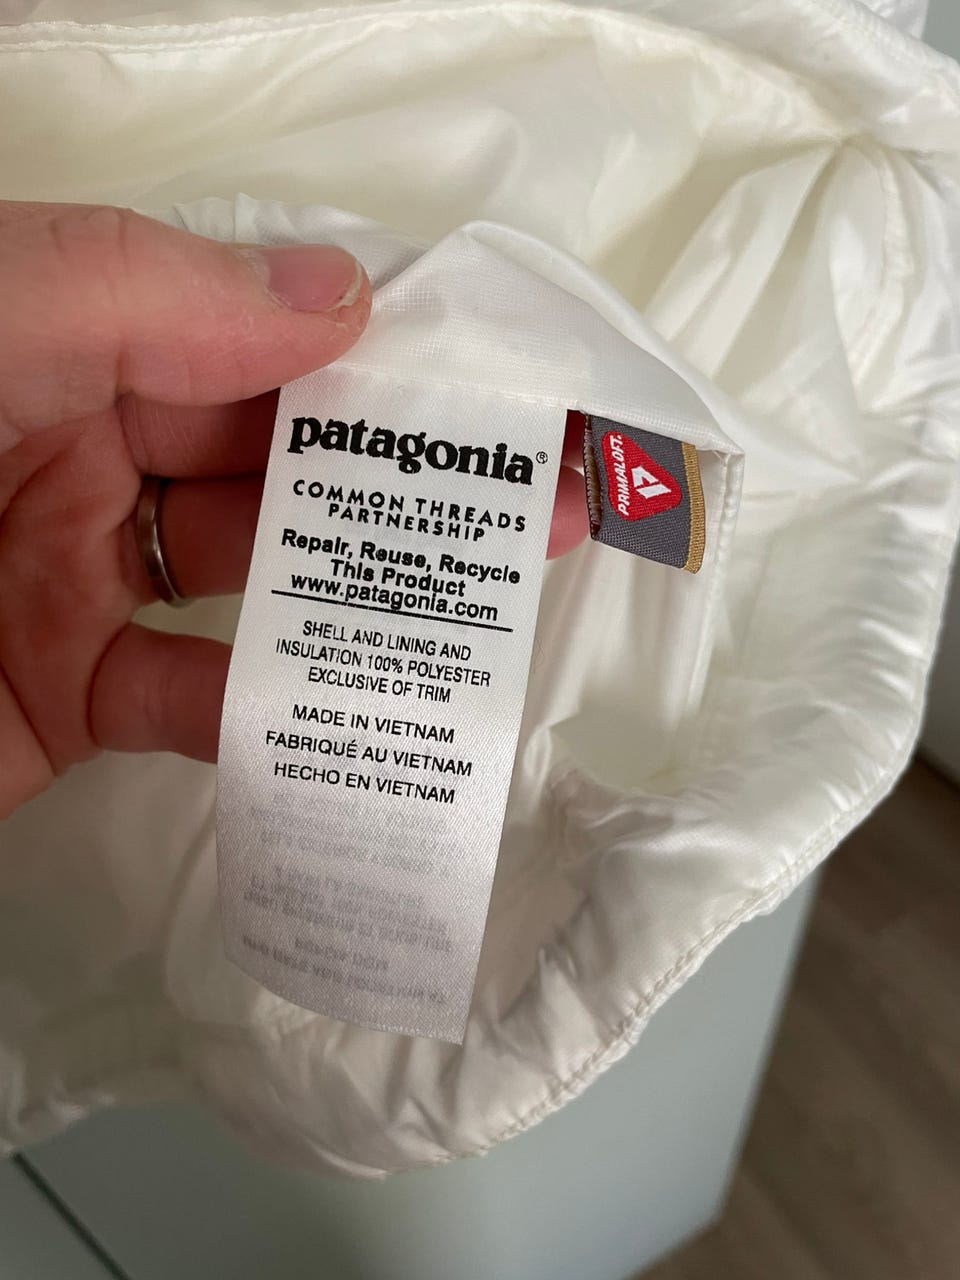 patagonia®
COMMON THREADS
PARTNERSHIP
Repair, Reuse, Recycle
This Product
www.patagonia.com
SHELL AND LINING AND
INSULATION 100% POLYESTER
EXCLUSIVE OF TRIM
MADE IN VIETNAM
FABRIQUÉ AU VIETNAM
HECHO EN VIETNAM
PRIMALOFT.